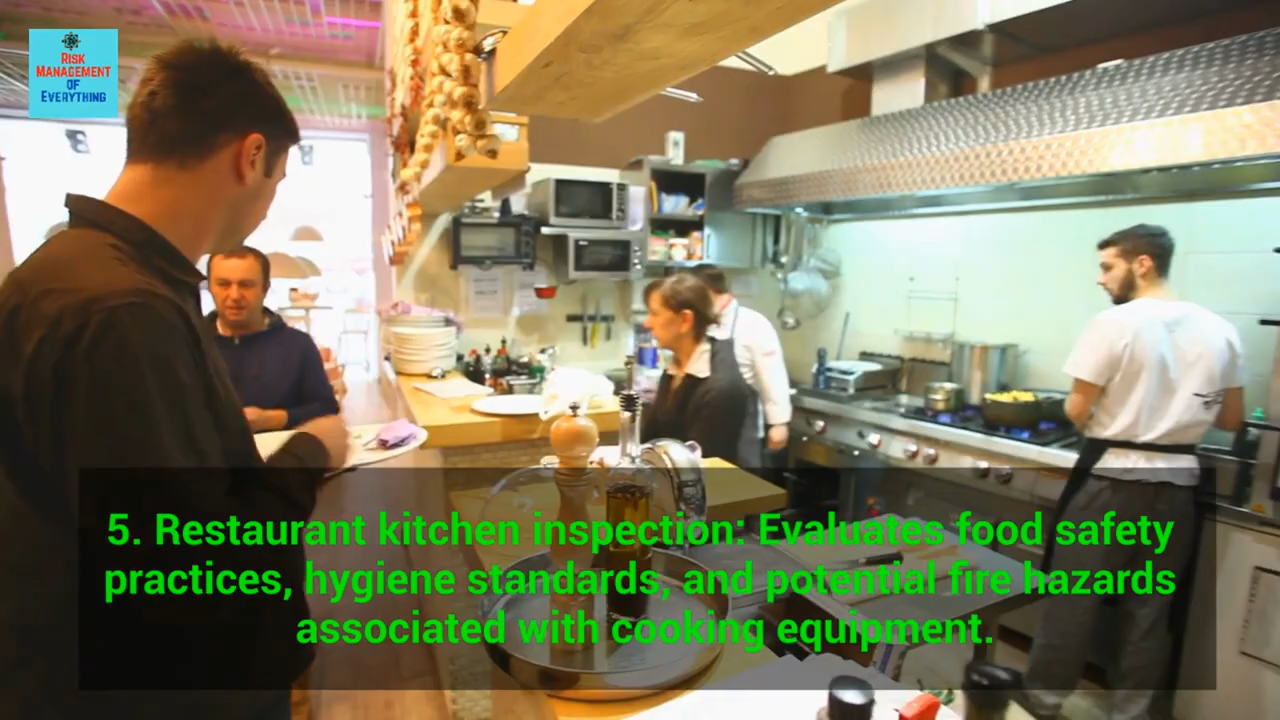 Risk
Management
of
Everything
5. Restaurant kitchen inspection: Evaluates food safety
practices, hygiene standards, and potential fire hazards
associated with cooking equipment.